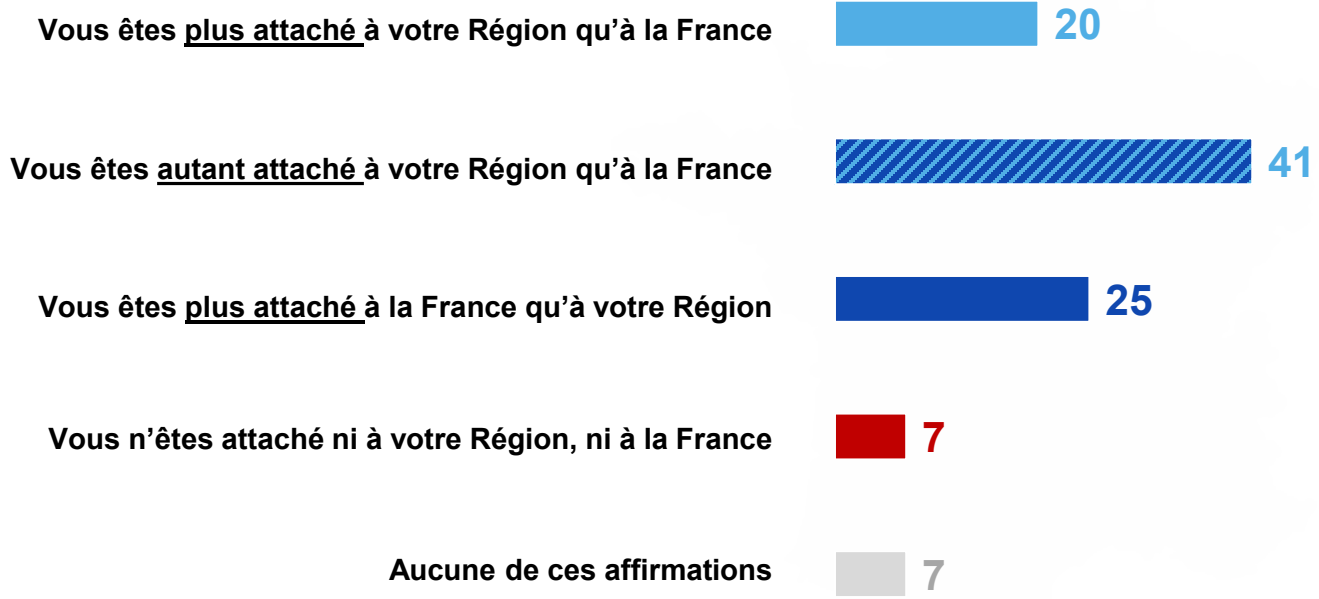 Vous êtes plus attaché à votre Région qu’à la France 20
Vous êtes autant attaché à votre Région qu’à la France 41
Vous êtes plus attaché à la France qu’à votre Région 25
Vous n’êtes attaché ni à votre Région, ni à la France 7
Aucune de ces affirmations 7